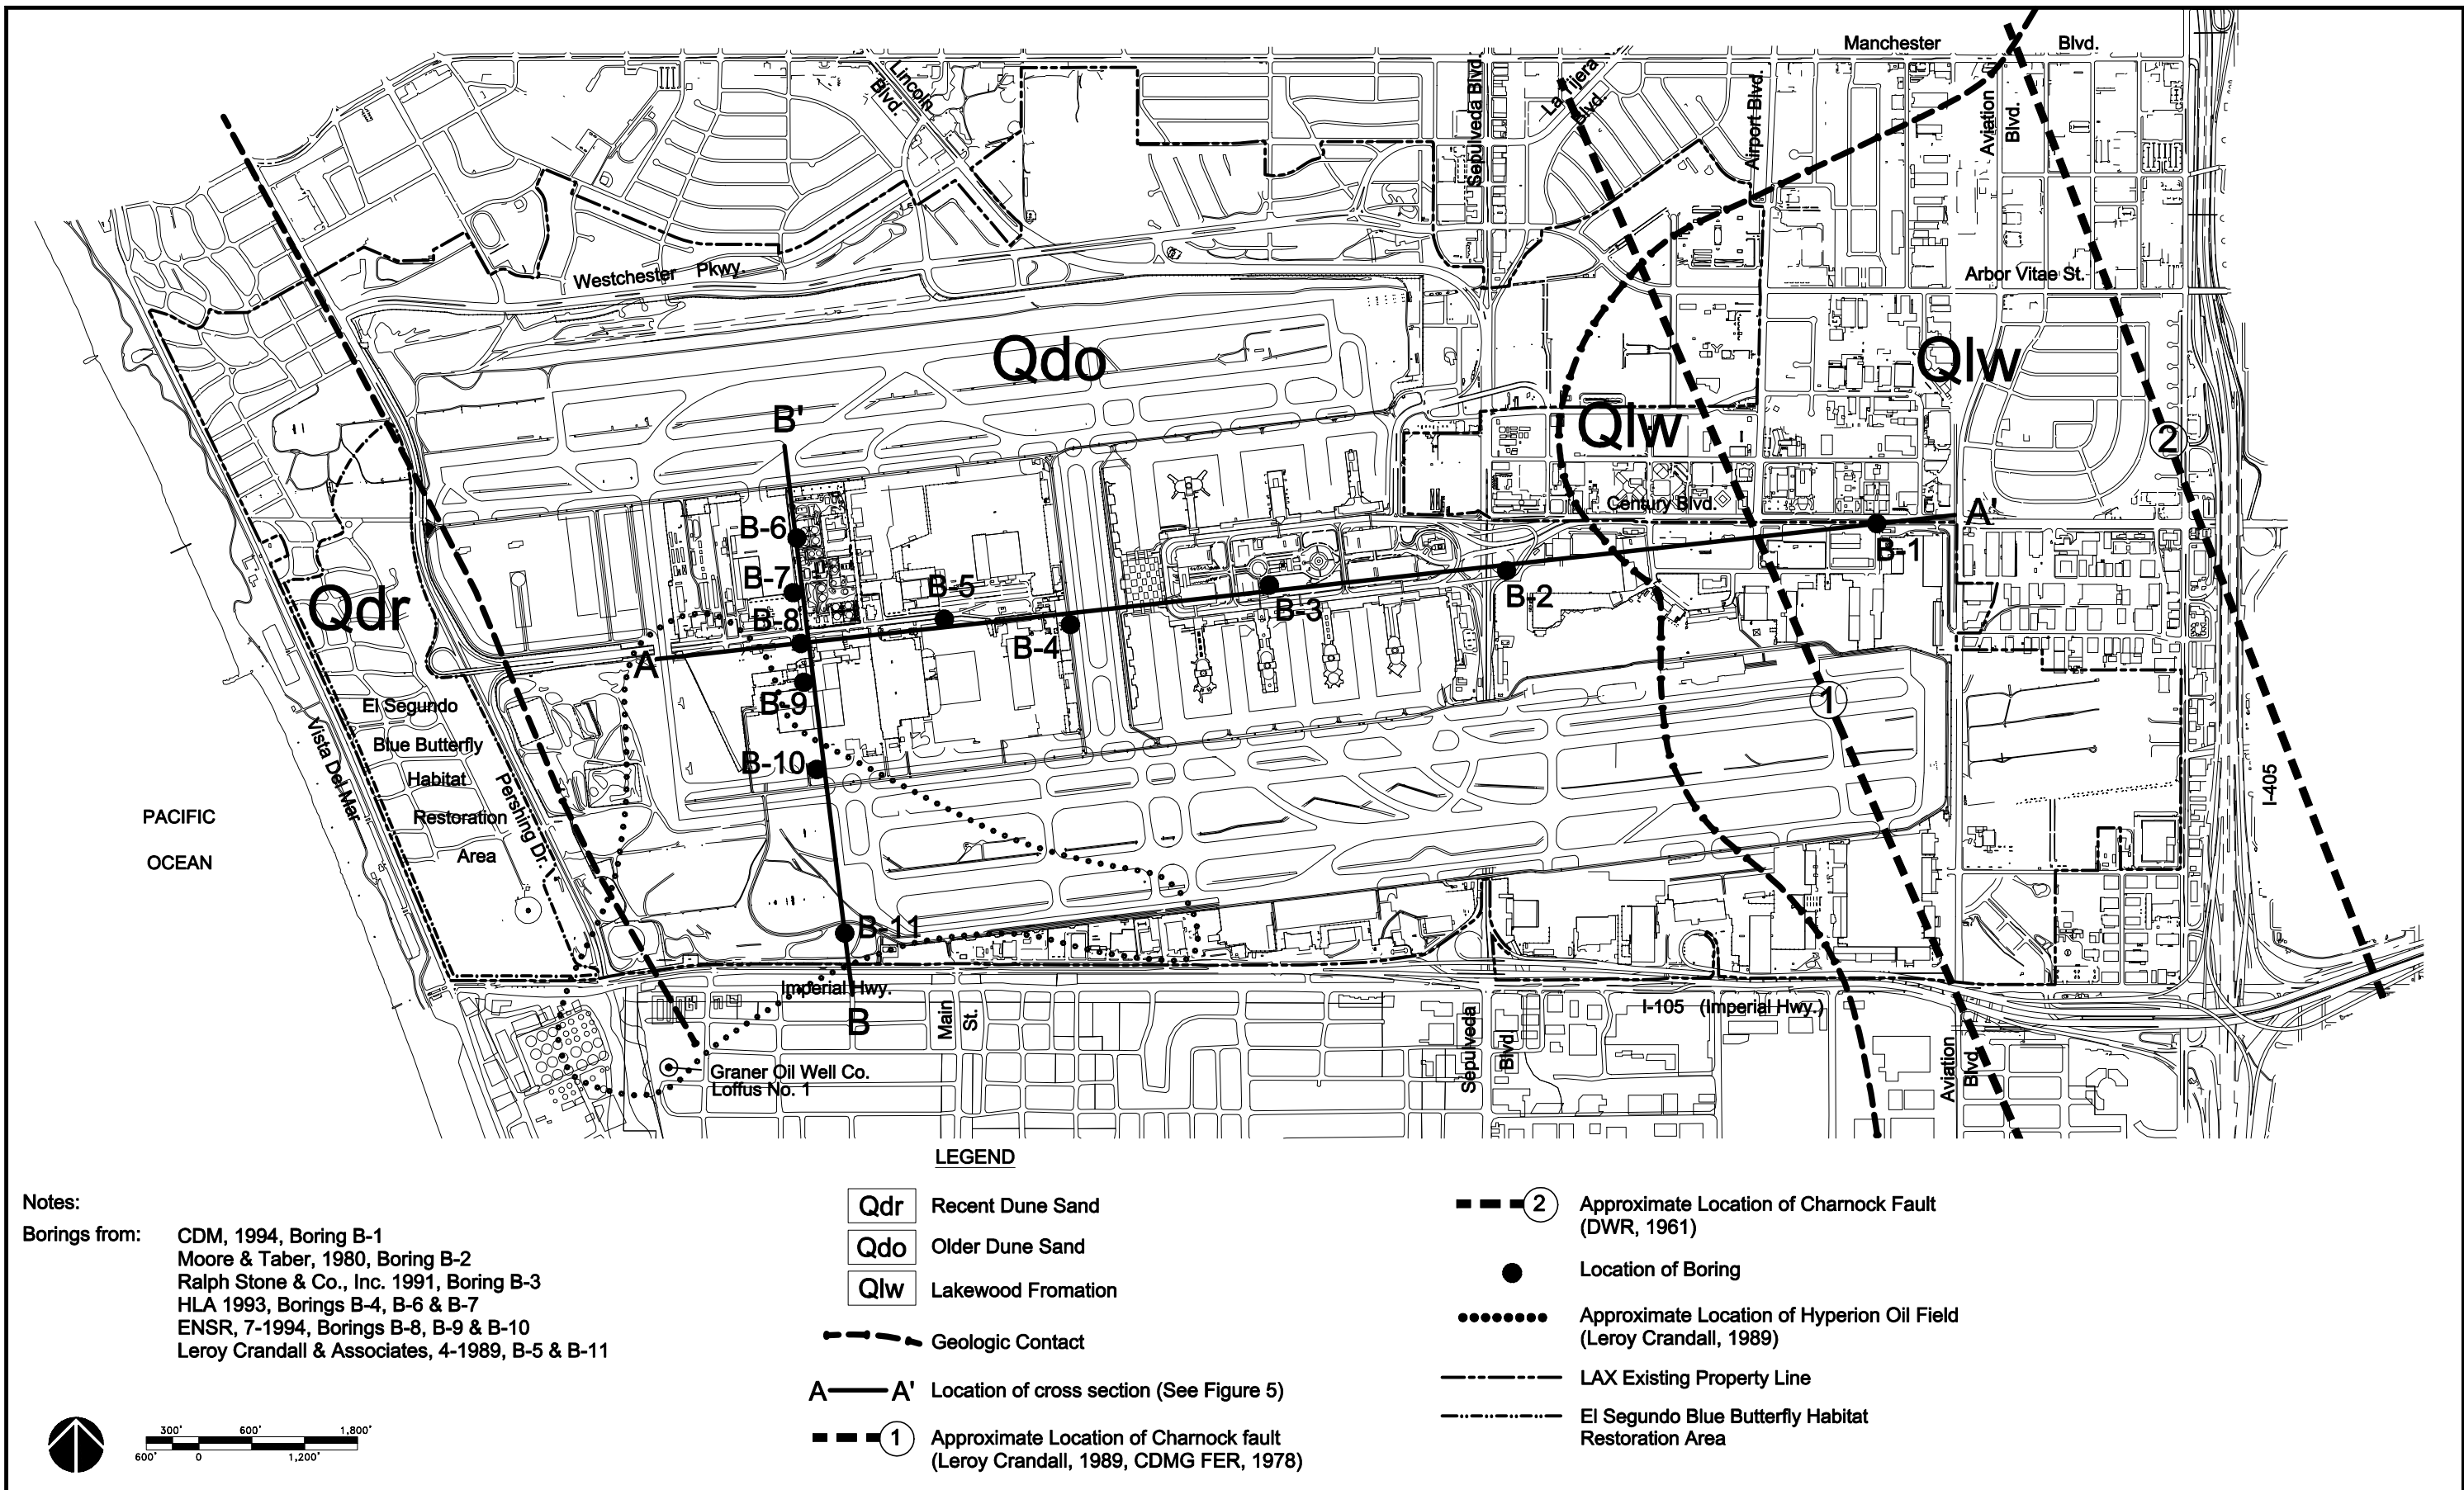 Manchester Blvd.
Lincoln
Blvd.
Sepulveda Blvd.
La Tijera
Blvd.
Airport Blvd.
Aviation
Blvd.
Westchester Pkwy.
Arbor Vitae St.
Qdo
Qlw
Qlw
2
B'
Century Blvd.
A'
B-6
B-1
B-7
B-5
B-2
B-3
Qdr
B-8
B-4
A
B-9
1
El Segundo
Blue Butterfly
Habitat
Restoration
Area
Vista Del Mar
Pershing Dr.
B-10
I-405
PACIFIC
OCEAN
B-11
Imperial Hwy.
B
Main
St.
Sepulveda
Blvd.
I-105 (Imperial Hwy.)
Aviation
Blvd.
Graner Oil Well Co.
Loffus No. 1
LEGEND
Notes:
Borings from:
CDM, 1994, Boring B-1
Moore & Taber, 1980, Boring B-2
Ralph Stone & Co., Inc. 1991, Boring B-3
HLA 1993, Borings B-4, B-6 & B-7
ENSR, 7-1994, Borings B-8, B-9 & B-10
Leroy Crandall & Associates, 4-1989, B-5 & B-11
300' 600' 1,800'
600' 0 1,200'
Qdr Recent Dune Sand
Qdo Older Dune Sand
Qlw Lakewood Fromation
Geologic Contact
A A' Location of cross section (See Figure 5)
1 Approximate Location of Charnock fault
(Leroy Crandall, 1989, CDMG FER, 1978)
2 Approximate Location of Charnock Fault
(DWR, 1961)
Location of Boring
Approximate Location of Hyperion Oil Field
(Leroy Crandall, 1989)
LAX Existing Property Line
El Segundo Blue Butterfly Habitat
Restoration Area